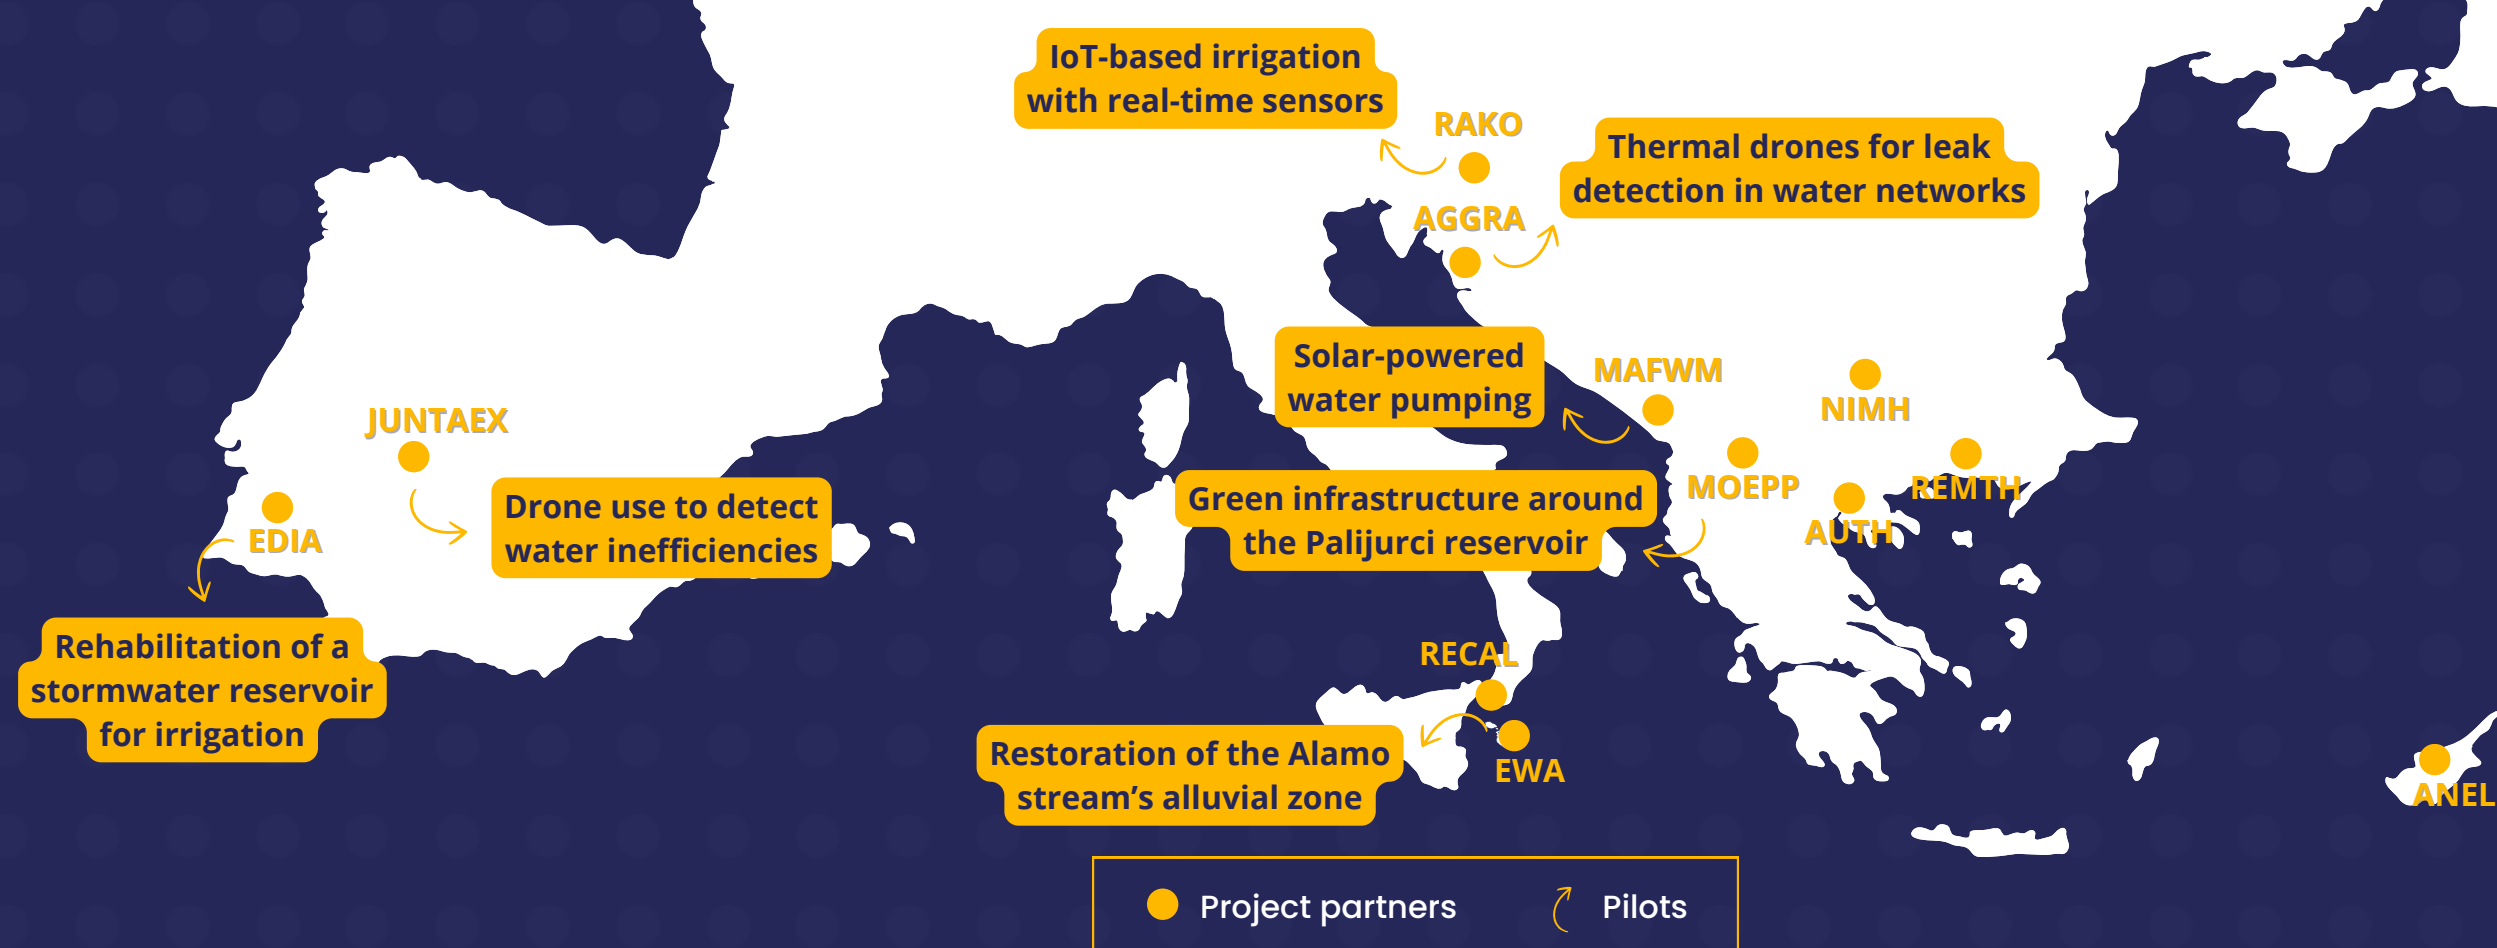 IoT-based irrigation
with real-time sensors
RAKO
Thermal drones for leak
detection in water networks
AGGRA
Solar-powered
water pumping
MAFWM
NIMH
JUNTAEX
MOEPP
REMTH
Green infrastructure around
the Palijurci reservoir
AUTH
Drone use to detect
water inefficiencies
EDIA
Rehabilitation of a
stormwater reservoir
for irrigation
RECAL
Restoration of the Alamo
stream’s alluvial zone
EWA
ANEL
Project partners
Pilots